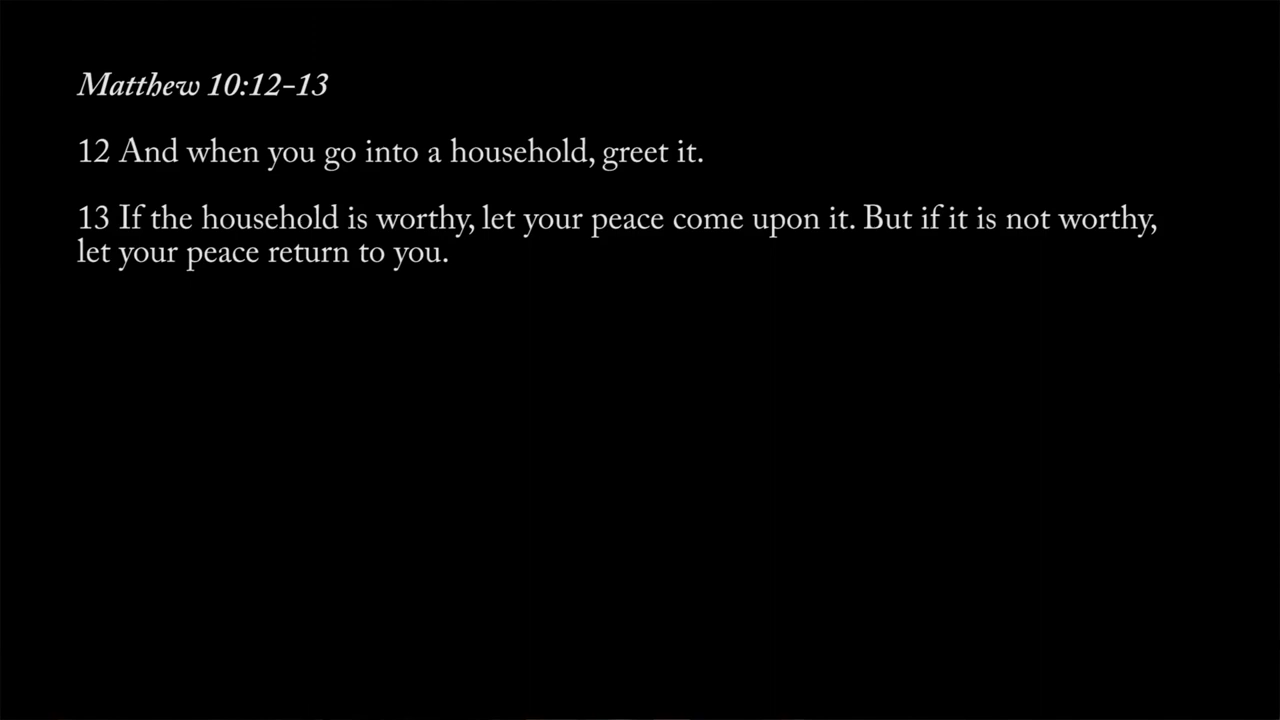 Matthew 10:12-13
12 And when you go into a household, greet it.
13 If the household is worthy, let your peace come upon it. But if it is not worthy,
let your peace return to you.